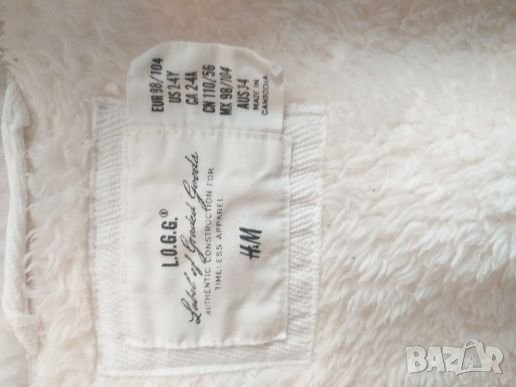 EUR 98/104
US 2-4Y
CA 2-4A
CN 110/56
MX 98/104
AUS 3-4
MADE IN
CAMBODIA
L.O.G.G.®
Label of Graded Goods
AUTHENTIC CONSTRUCTION FOR
TIMELESS APPAREL
H&M
Bazar.bg